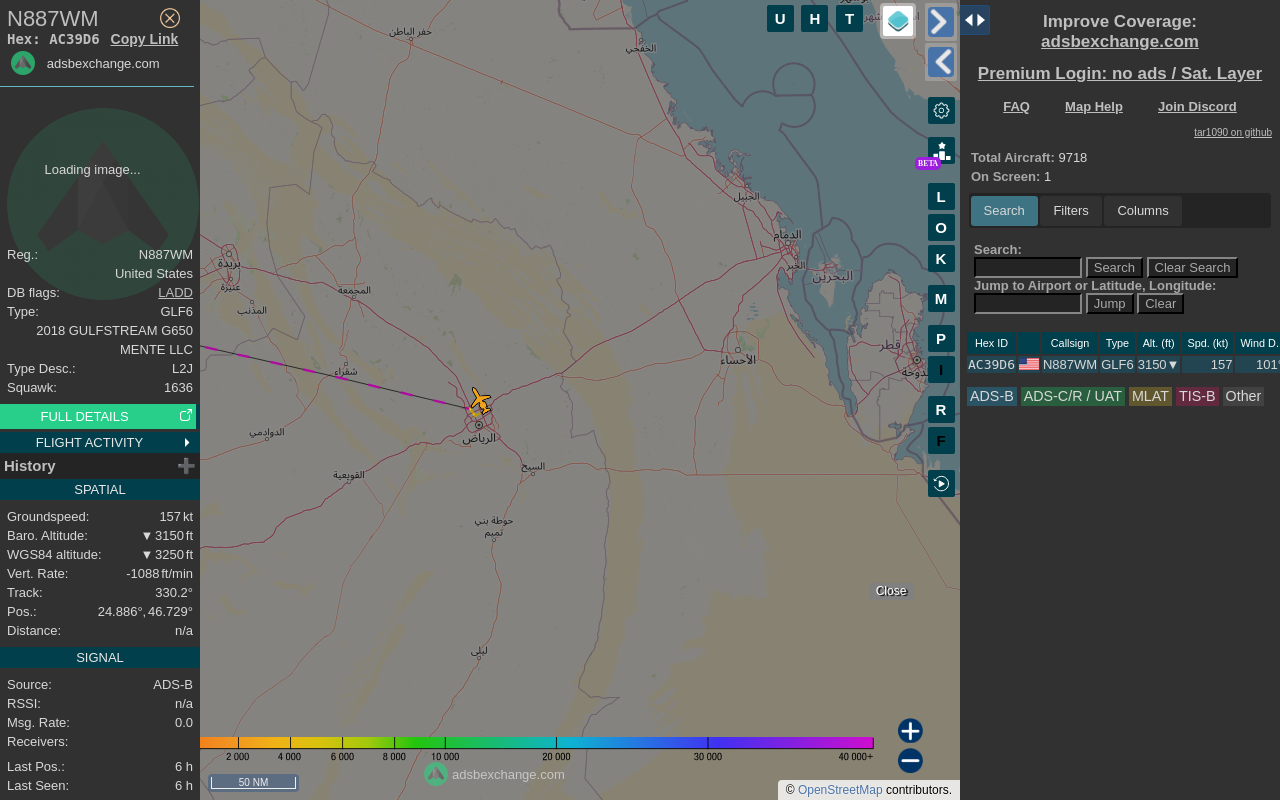 N887WM
Hex: AC39D6 Copy Link
adsbexchange.com
Loading image...
Reg.: N887WM
United States
DB flags: LADD
Type: GLF6
2018 GULFSTREAM G650
MENTE LLC
Type Desc.: L2J
Squawk: 1636
FULL DETAILS
FLIGHT ACTIVITY
History
SPATIAL
Groundspeed: 157 kt
Baro. Altitude: ▼ 3150 ft
WGS84 altitude: ▼ 3250 ft
Vert. Rate: -1088 ft/min
Track: 330.2°
Pos.: 24.886°, 46.729°
Distance: n/a
SIGNAL
Source: ADS-B
RSSI: n/a
Msg. Rate: 0.0
Receivers:
Last Pos.: 6 h
Last Seen: 6 h
حفر الباطن
الخفجي
الجبيل
الدمام
الخبر
البحرين
قطر
الدوحة
بريدة
عنيزة
المذنب
المجمعة
شقراء
الأحساء
الرياض
الدوادمي
السيح
القويعية
حوطة بني
تميم
ليلى
U H T
BETA
L
O
K
M
P
I
R
F
Close
2 000 4 000 6 000 8 000 10 000 20 000 30 000 40 000+
50 NM
adsbexchange.com
© OpenStreetMap contributors.
Improve Coverage:
adsbexchange.com
Premium Login: no ads / Sat. Layer
FAQ Map Help Join Discord
tar1090 on github
Total Aircraft: 9718
On Screen: 1
Search Filters Columns
Search:
Search Clear Search
Jump to Airport or Latitude, Longitude:
Jump Clear
Hex ID Callsign Type Alt. (ft) Spd. (kt) Wind D.
AC39D6 N887WM GLF6 3150▼ 157 101°
ADS-B ADS-C/R / UAT MLAT TIS-B Other